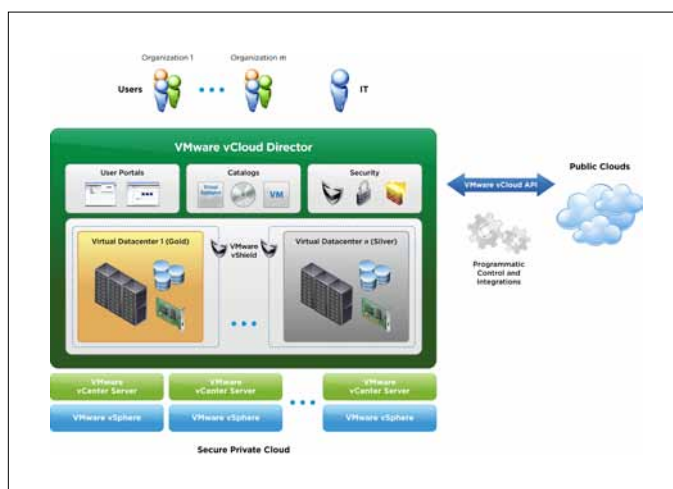 Organization 1
Organization m
Users
IT
VMware vCloud Director
User Portals
Catalogs
Security
Virtual
Appliance
VM
VMware vCloud API
Public Clouds
Virtual Datacenter 1 (Gold)
VMware
vShield
Virtual Datacenter n (Silver)
Programmatic
Control and
Integrations
VMware
vCenter Server
VMware
vCenter Server
VMware
vCenter Server
VMware vSphere
VMware vSphere
VMware vSphere
Secure Private Cloud